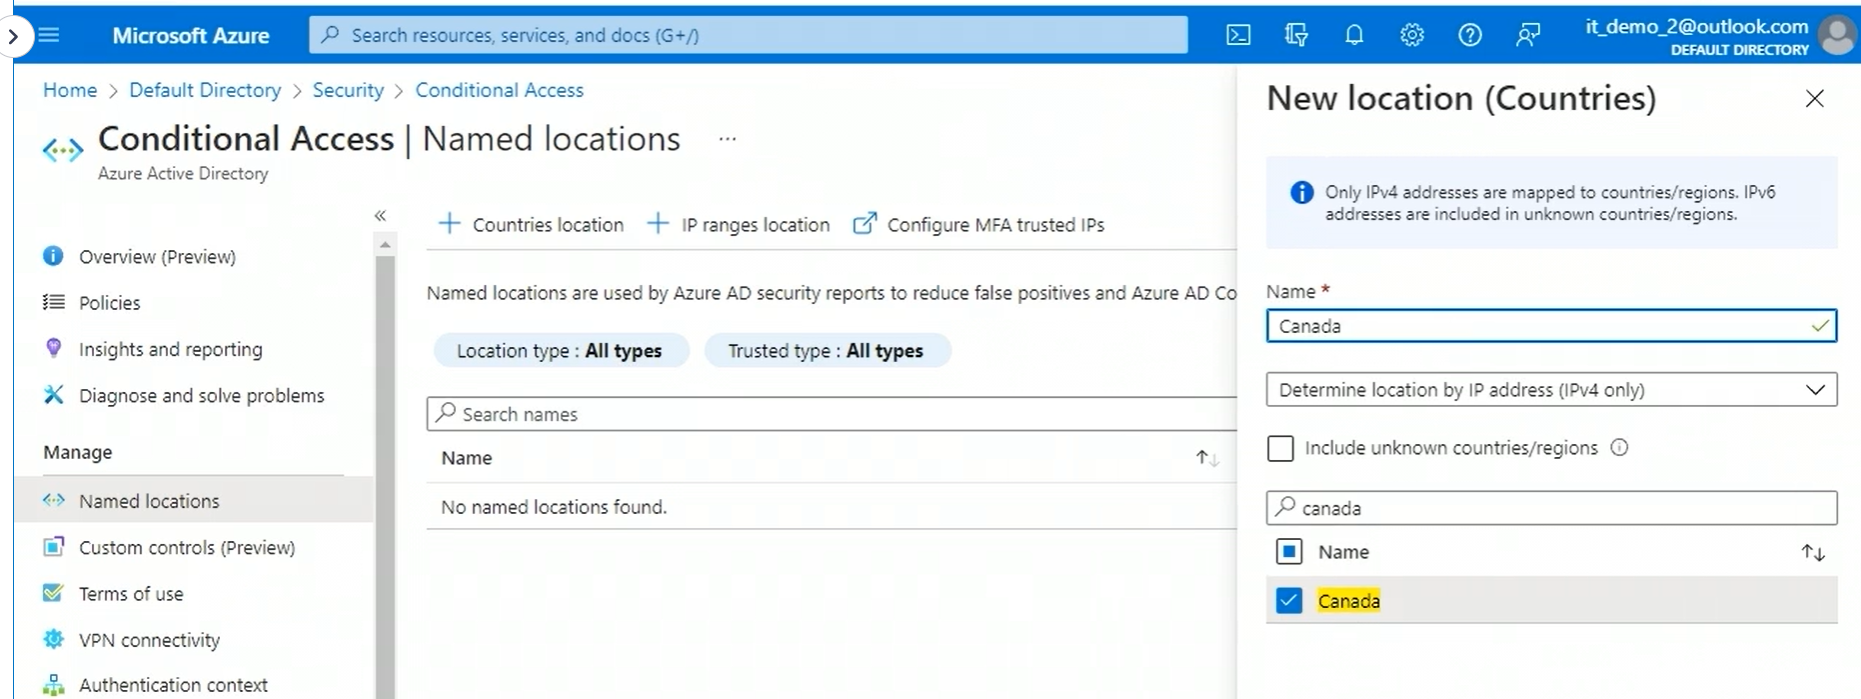 Microsoft Azure
Search resources, services, and docs (G+/)
it_demo_2@outlook.com
DEFAULT DIRECTORY
Home > Default Directory > Security > Conditional Access
Conditional Access | Named locations ...
Azure Active Directory
«
Overview (Preview)
Policies
Insights and reporting
Diagnose and solve problems
Manage
Named locations
Custom controls (Preview)
Terms of use
VPN connectivity
Authentication context
+ Countries location + IP ranges location Configure MFA trusted IPs
Named locations are used by Azure AD security reports to reduce false positives and Azure AD Co
Location type : All types Trusted type : All types
Search names
Name
No named locations found.
New location (Countries)
Only IPv4 addresses are mapped to countries/regions. IPv6
addresses are included in unknown countries/regions.
Name *
Canada
Determine location by IP address (IPv4 only)
Include unknown countries/regions
canada
Name
Canada